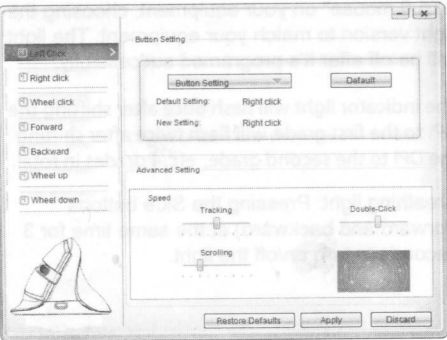 Left Click
Right click
Wheel click
Forward
Backward
Wheel up
Wheel down
Button Setting
Button Setting
Default
Default Setting: Right click
New Setting: Right click
Advanced Setting
Speed
Tracking
Double-Click
Scrolling
Restore Defaults
Apply
Discard